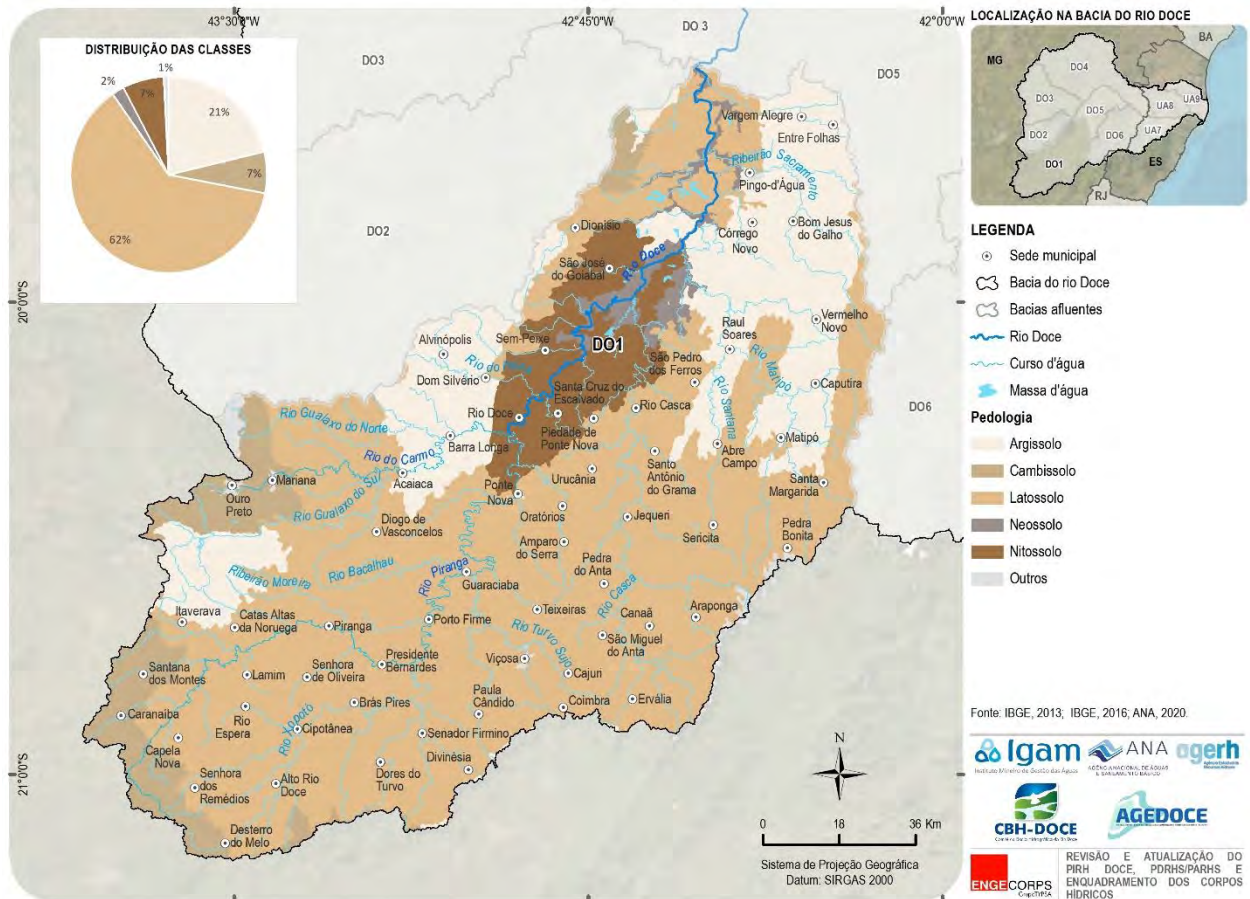 43°30'0"S
42°45'0"S
42°0'0"S
DISTRIBUIÇÃO DAS CLASSES
1%
2%
7%
21%
7%
62%
DO3
DO 3
DO5
DO2
DO6
20°0'0"S
21°0'0"S
Vargem Alegre
Entre Folhas
Ribeirão Sacramento
Pingo-d'Água
Dionísio
Córrego
Novo
Bom Jesus
do Galho
São José
do Goiabal
Rio Doce
Vermelho
Novo
Raul
Soares
Alvinópolis
Sem-Peixe
DO1
Dom Silvério
São Pedro
dos Ferros
Rio Matipó
Caputira
Santa Cruz do
Escalvado
Rio Santana
Rio Gualaxo do Norte
Rio Doce
Rio Casca
Piedade de
Ponte Nova
Matipó
Barra Longa
Rio do Carmo
Abre
Campo
Mariana
Acaiaca
Ouro
Preto
Rio Gualaxo do Sul
Ponte
Nova
Urucânia
Santo
Antônio
do Grama
Santa
Margarida
Oratórios
Jequeri
Diogo de
Vasconcelos
Sericita
Pedra
Bonita
Amparo
do Serra
Pedra
do Anta
Ribeirão Moreira
Rio Bacalhau
Rio Piranga
Guaraciaba
Rio Casca
Itaverava
Catas Altas
da Noruega
Piranga
Porto Firme
Teixeiras
Canaã
Araponga
Rio Turvo Sujo
São Miguel
do Anta
Viçosa
Cajuri
Santana
dos Montes
Lamim
Senhora
de Oliveira
Presidente
Bernardes
Paula
Cândido
Coimbra
Ervália
Caranaíba
Rio
Espera
Rio Xopotó
Brás Pires
Cipotânea
Senador Firmino
Capela
Nova
Divinésia
Senhora
dos
Remédios
Alto Rio
Doce
Dores do
Turvo
Desterro
do Melo
N
0 18 36 Km
Sistema de Projeção Geográfica
Datum: SIRGAS 2000
LOCALIZAÇÃO NA BACIA DO RIO DOCE
MG
BA
DO4
DO3
DO5
UA8
UA9
DO2
DO6
UA7
DO1
ES
RJ
LEGENDA
Sede municipal
Bacia do rio Doce
Bacias afluentes
Rio Doce
Curso d'água
Massa d'água
Pedologia
Argissolo
Cambissolo
Latossolo
Neossolo
Nitossolo
Outros
Fonte: IBGE, 2013; IBGE, 2016; ANA, 2020.
Igam
Instituto Mineiro de Gestão das Águas
ANA
AGÊNCIA NACIONAL DE ÁGUAS
E SANEAMENTO BÁSICO
agerh
CBH-DOCE
AGEDOCE
ENGECORPS
REVISÃO E ATUALIZAÇÃO DO
PIRH DOCE, PDRHS/PARHS E
ENQUADRAMENTO DOS CORPOS
HÍDRICOS